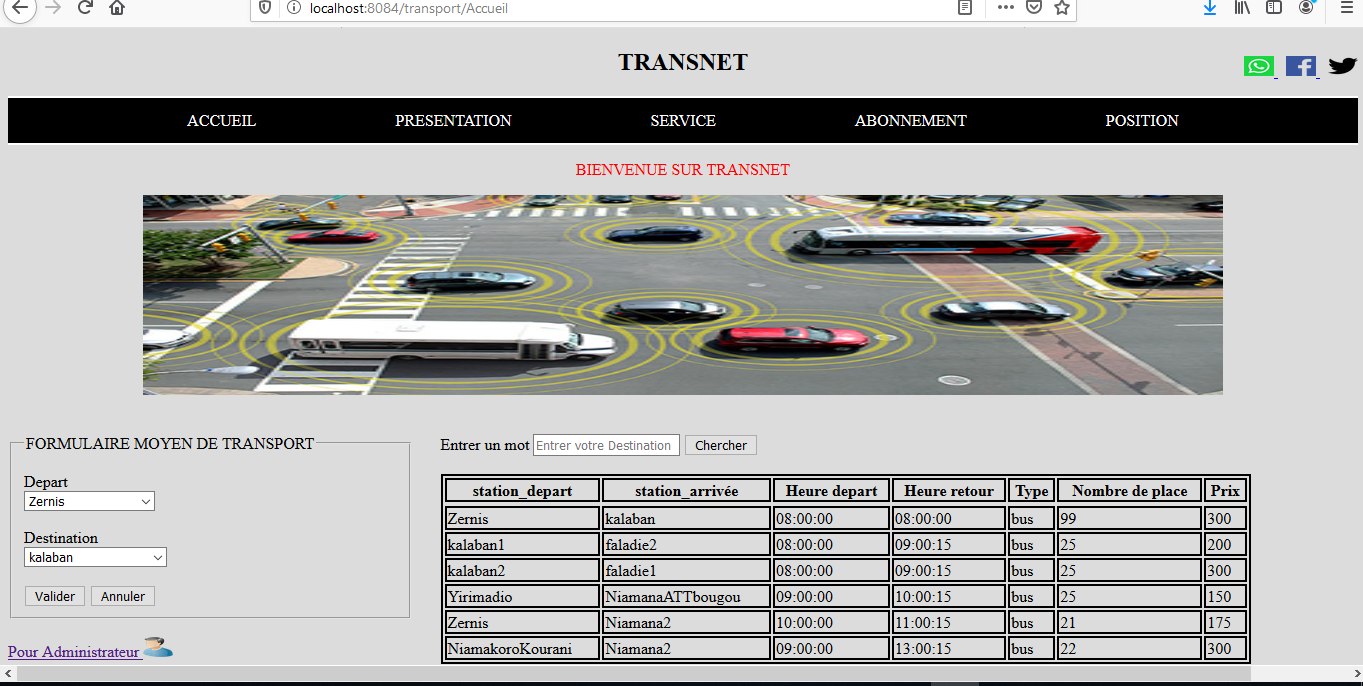 localhost:8084/transport/Accueil
TRANSNET
ACCUEIL PRESENTATION SERVICE ABONNEMENT POSITION
BIENVENUE SUR TRANSNET
FORMULAIRE MOYEN DE TRANSPORT
Depart
Zernis
Destination
kalaban
Valider Annuler
Pour Administrateur
Entrer un mot Entrer votre Destination Chercher
station_depart station_arrivée Heure depart Heure retour Type Nombre de place Prix
Zernis kalaban 08:00:00 08:00:00 bus 99 300
kalaban1 faladie2 08:00:00 09:00:15 bus 25 200
kalaban2 faladie1 08:00:00 09:00:15 bus 25 300
Yirimadio NiamanaATTbougou 09:00:00 10:00:15 bus 25 150
Zernis Niamana2 10:00:00 11:00:15 bus 21 175
NiamakoroKourani Niamana2 09:00:00 13:00:15 bus 22 300